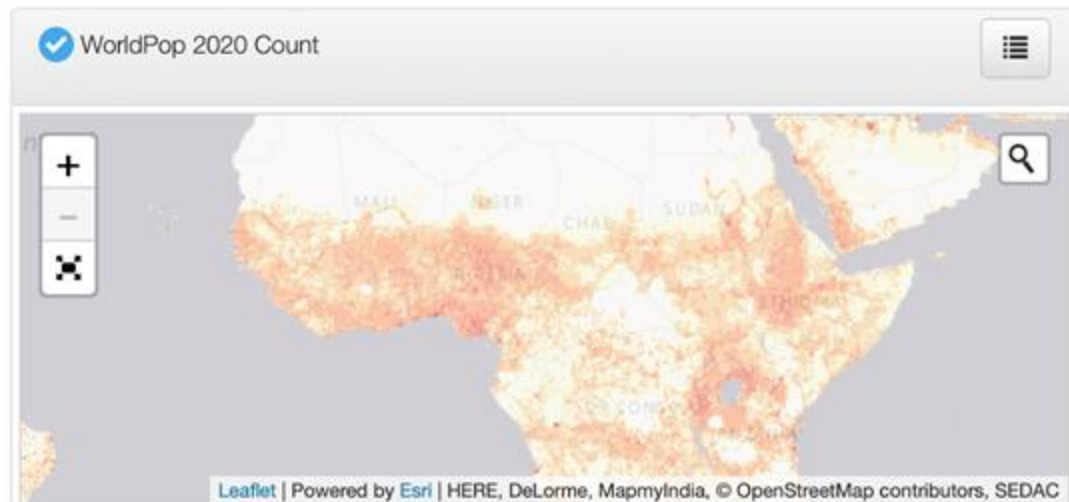 WorldPop 2020 Count
+
−
MALI
NIGER
CHAD
SUDAN
NIGERIA
ETHIOPIA
DR CONGO
Leaflet | Powered by Esri | HERE, DeLorme, MapmyIndia, © OpenStreetMap contributors, SEDAC